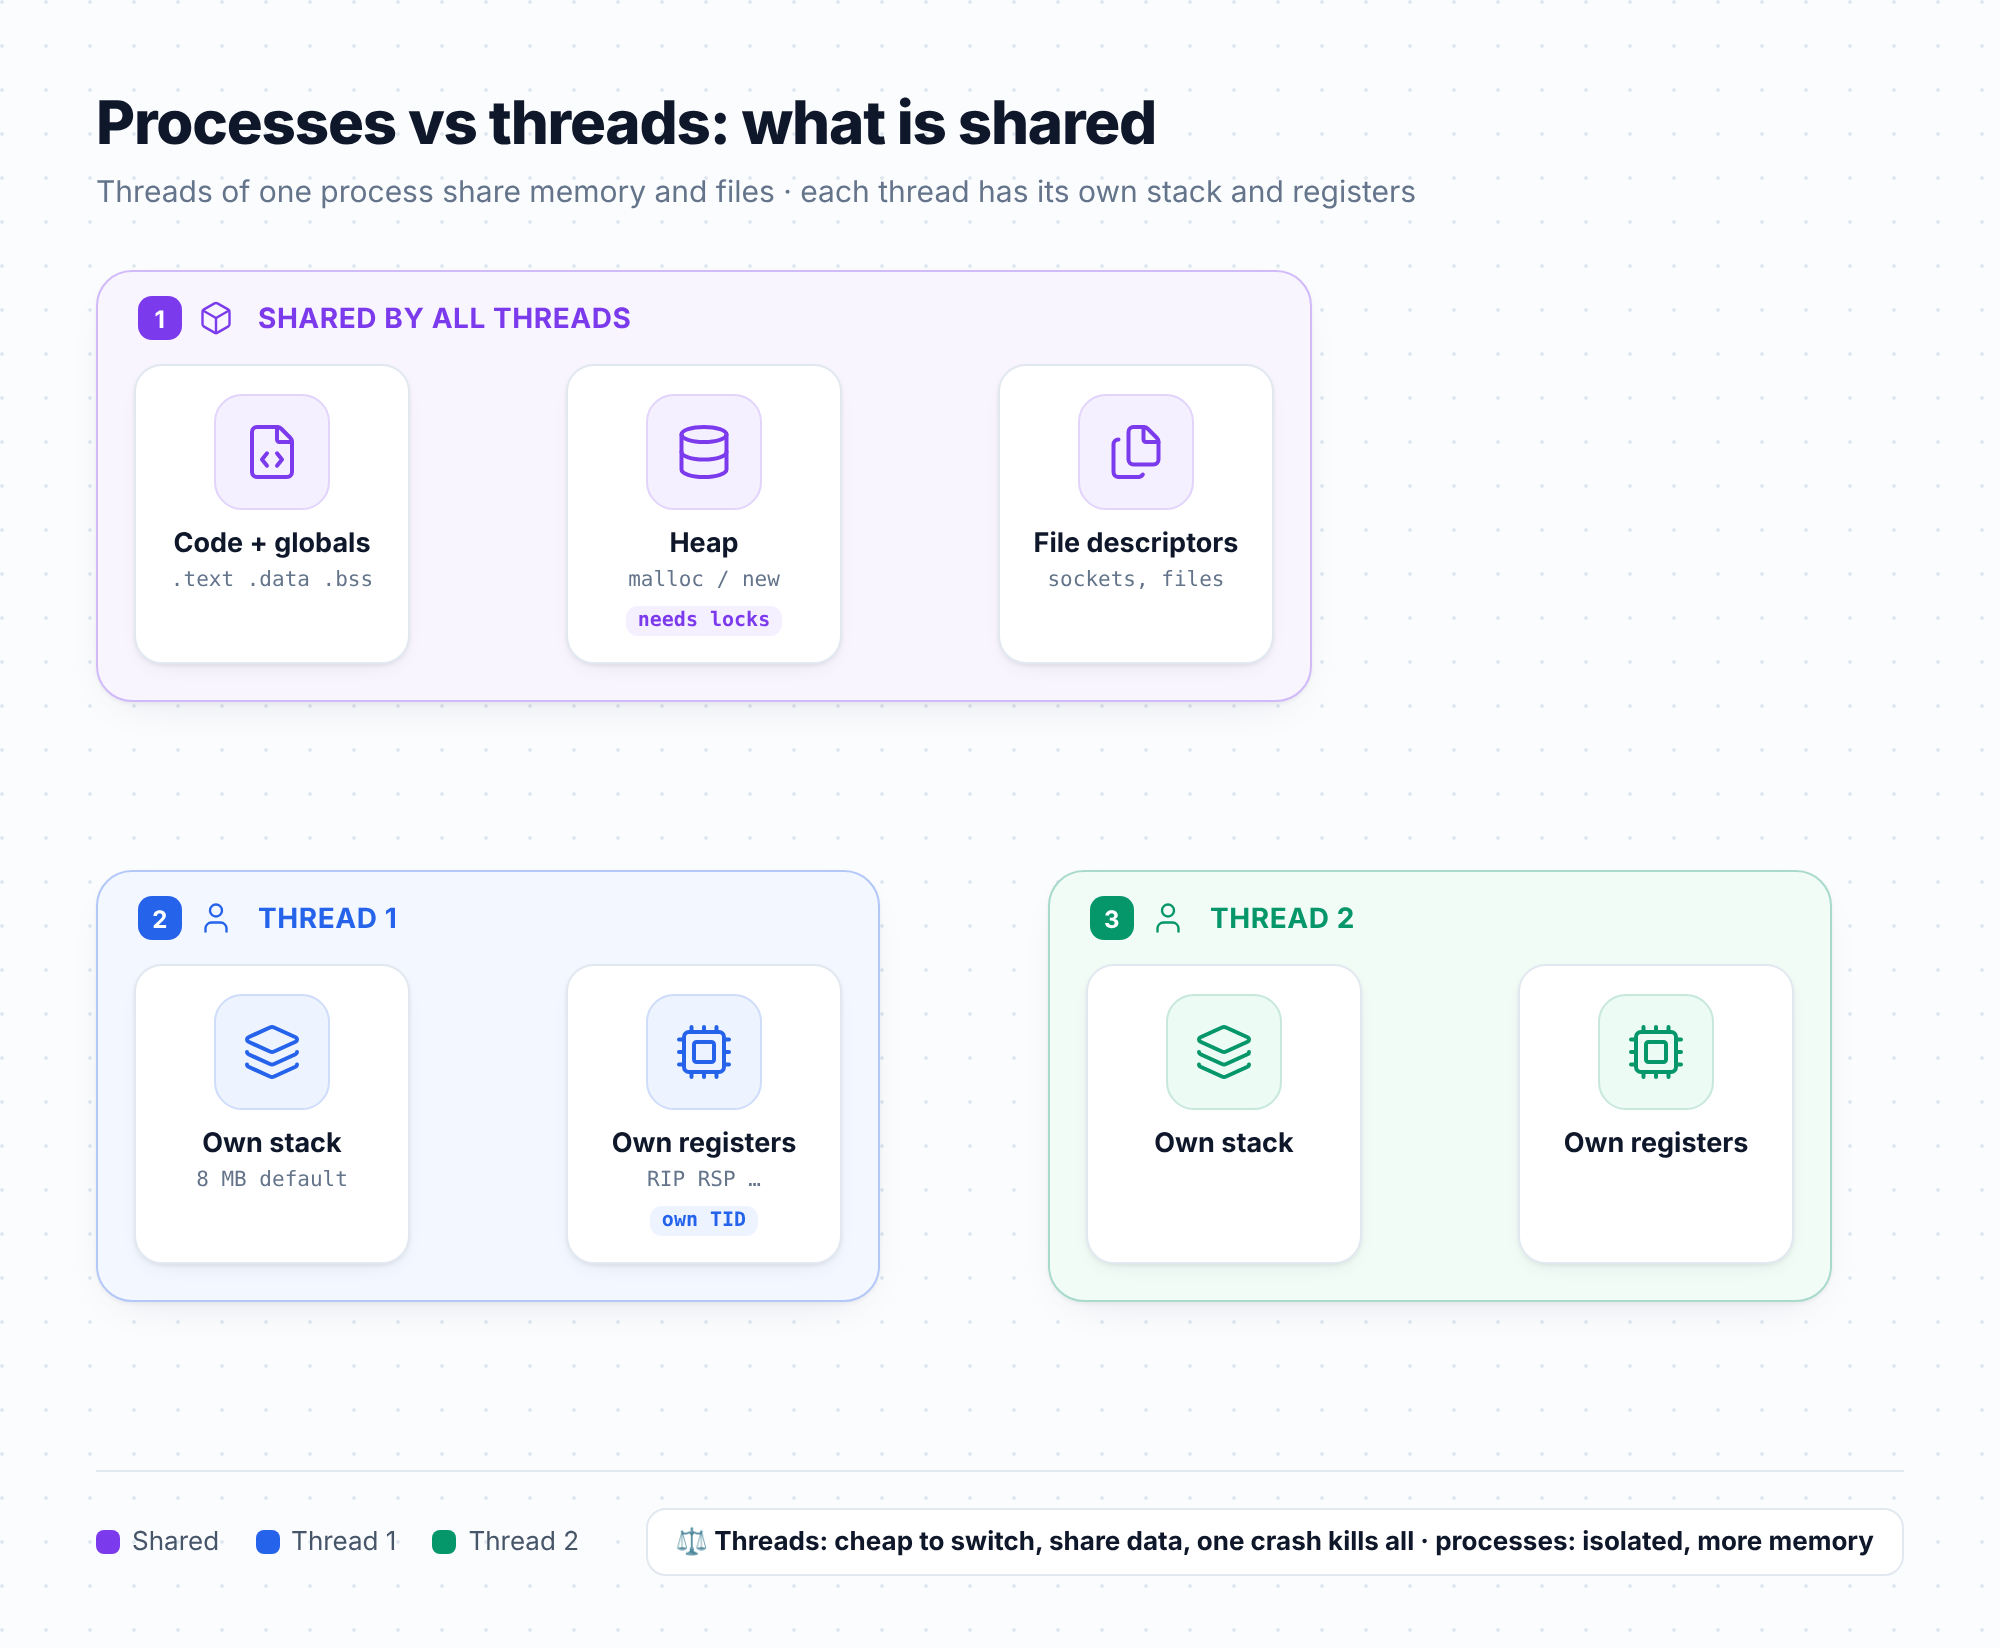 Processes vs threads: what is shared
Threads of one process share memory and files · each thread has its own stack and registers
1 SHARED BY ALL THREADS
Code + globals
.text .data .bss
Heap
malloc / new
needs locks
File descriptors
sockets, files
2 THREAD 1
Own stack
8 MB default
Own registers
RIP RSP …
own TID
3 THREAD 2
Own stack
Own registers
Shared
Thread 1
Thread 2
⚖️ Threads: cheap to switch, share data, one crash kills all · processes: isolated, more memory